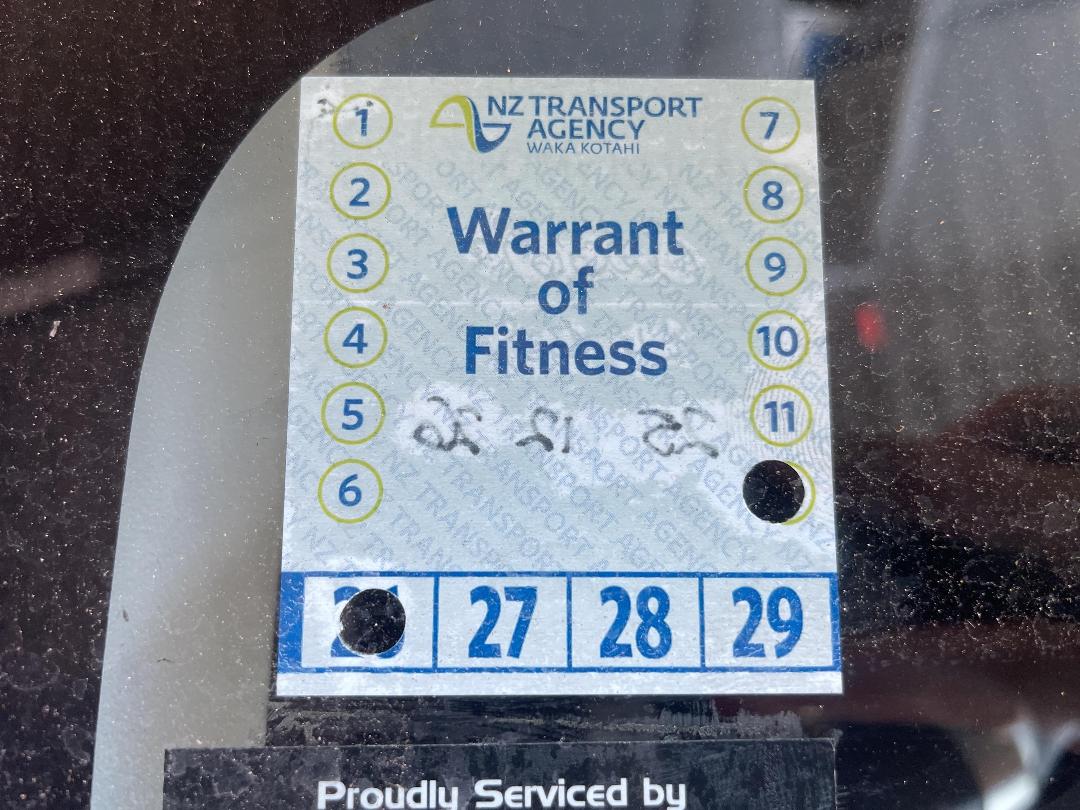 NZ TRANSPORT
AGENCY
WAKA KOTAHI
Warrant
of
Fitness
1
2
3
4
5
6
7
8
9
10
11
25 12 26
27 28 29
Proudly Serviced by